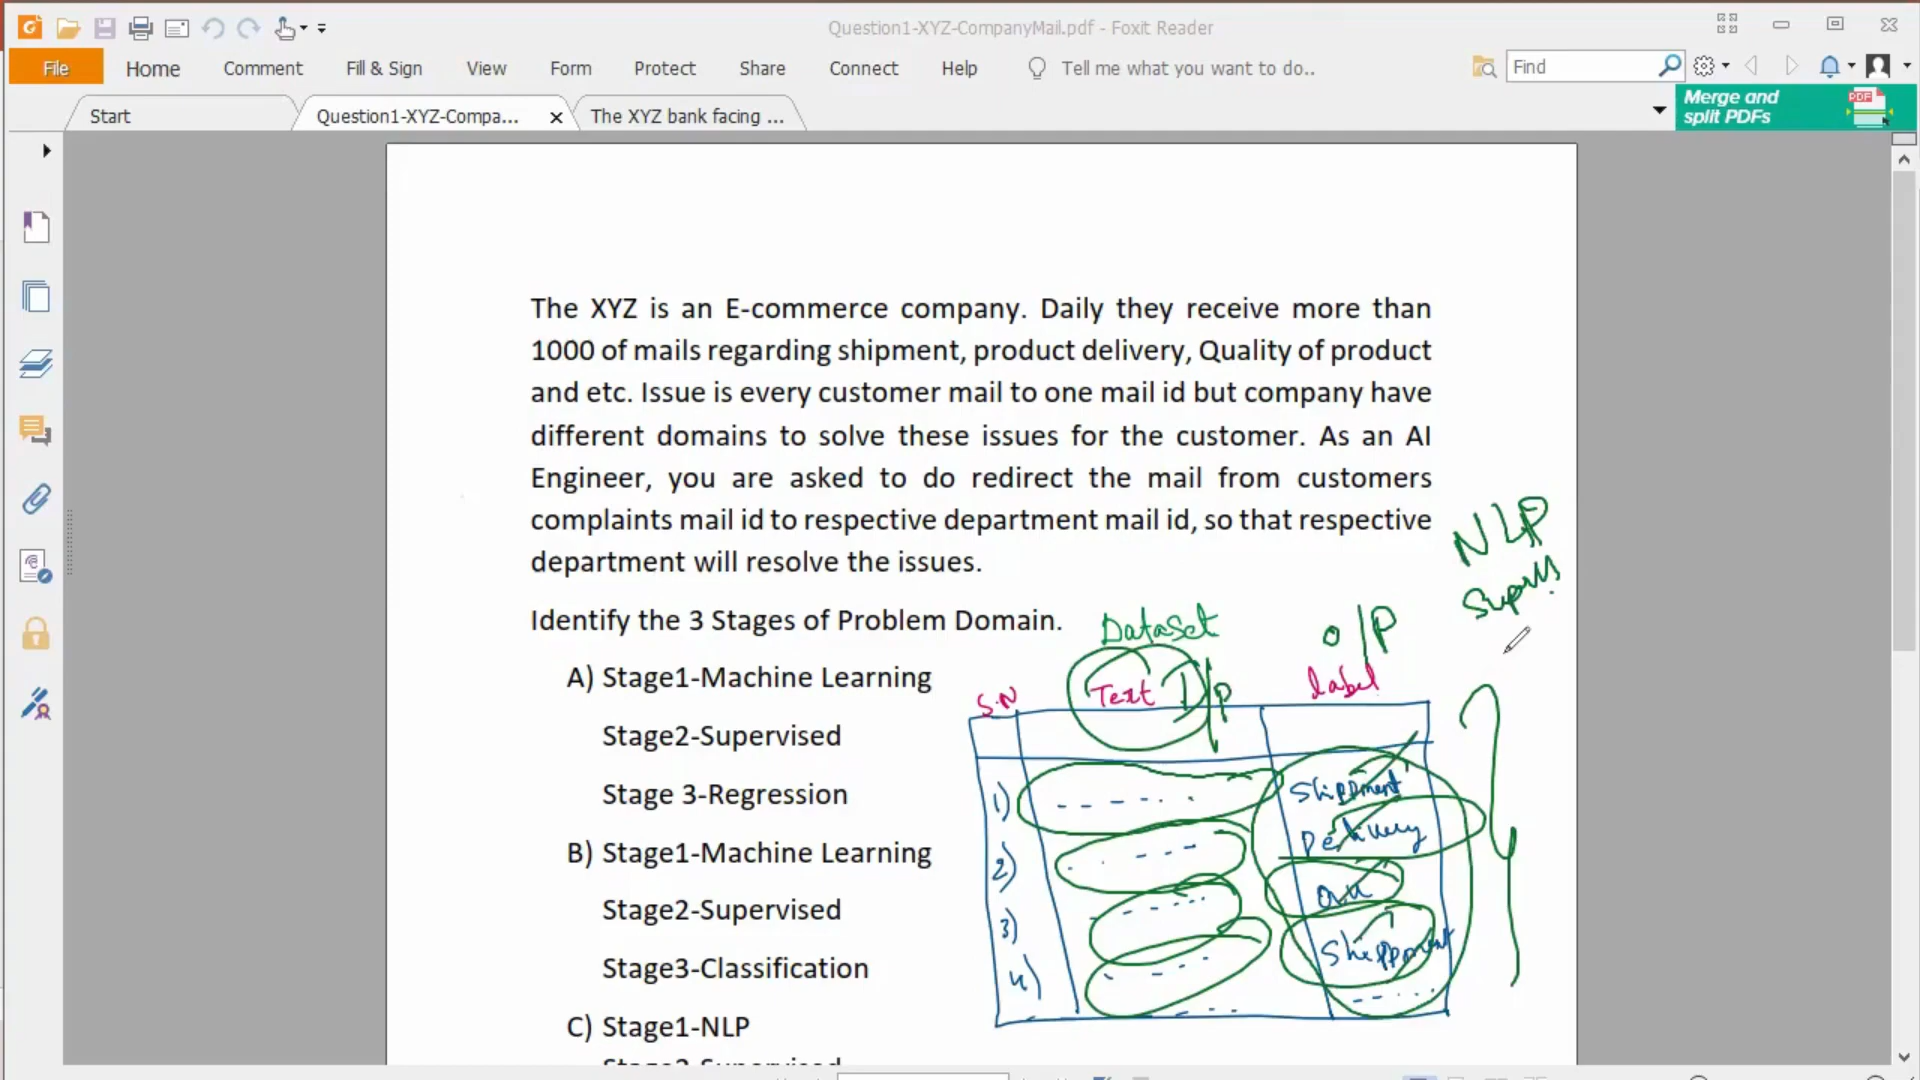 Question1-XYZ-CompanyMail.pdf - Foxit Reader
File Home Comment Fill & Sign View Form Protect Share Connect Help Tell me what you want to do.. Find
Start Question1-XYZ-Compa... The XYZ bank facing ...
Merge and
split PDFs
PDF
The XYZ is an E-commerce company. Daily they receive more than
1000 of mails regarding shipment, product delivery, Quality of product
and etc. Issue is every customer mail to one mail id but company have
different domains to solve these issues for the customer. As an AI
Engineer, you are asked to do redirect the mail from customers
complaints mail id to respective department mail id, so that respective
department will resolve the issues.
NLP
Identify the 3 Stages of Problem Domain.
Dataset O/P
S.N Text I/P label
A) Stage1-Machine Learning
Stage2-Supervised
Stage 3-Regression
B) Stage1-Machine Learning
Stage2-Supervised
Stage3-Classification
C) Stage1-NLP
1) Shippment
2) Delivery
3)
4) Shippment